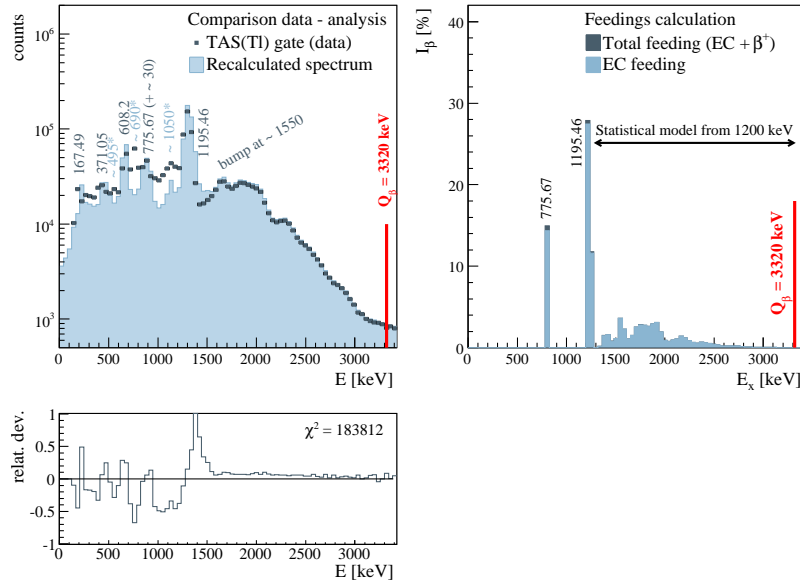 Comparison data - analysis
TAS(Tl) gate (data)
Recalculated spectrum
counts
10^6
10^5
10^4
10^3
167.49
371.05
~ 495*
608.2
~ 690*
775.67 (+ ~ 30)
~ 1050*
1195.46
bump at ~ 1550
Q_β = 3320 keV
0 500 1000 1500 2000 2500 3000
E [keV]
Feedings calculation
Total feeding (EC + β^+)
EC feeding
I_β [%]
40
30
20
10
0
775.67
1195.46
Statistical model from 1200 keV
Q_β = 3320 keV
0 1000 2000 3000
E_x [keV]
relat. dev.
1
0.5
0
-0.5
-1
χ² = 183812
0 500 1000 1500 2000 2500 3000
E [keV]